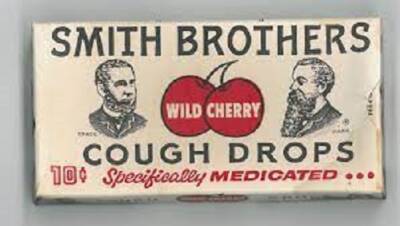 SMITH BROTHERS
WILD CHERRY
TRADE MARK
®
COUGH DROPS
10¢ Specifically MEDICATED ...